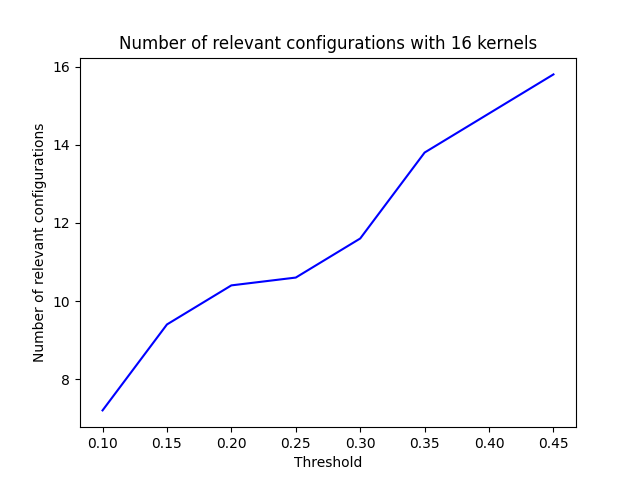 Number of relevant configurations with 16 kernels
Number of relevant configurations
16
14
12
10
8
0.10 0.15 0.20 0.25 0.30 0.35 0.40 0.45
Threshold